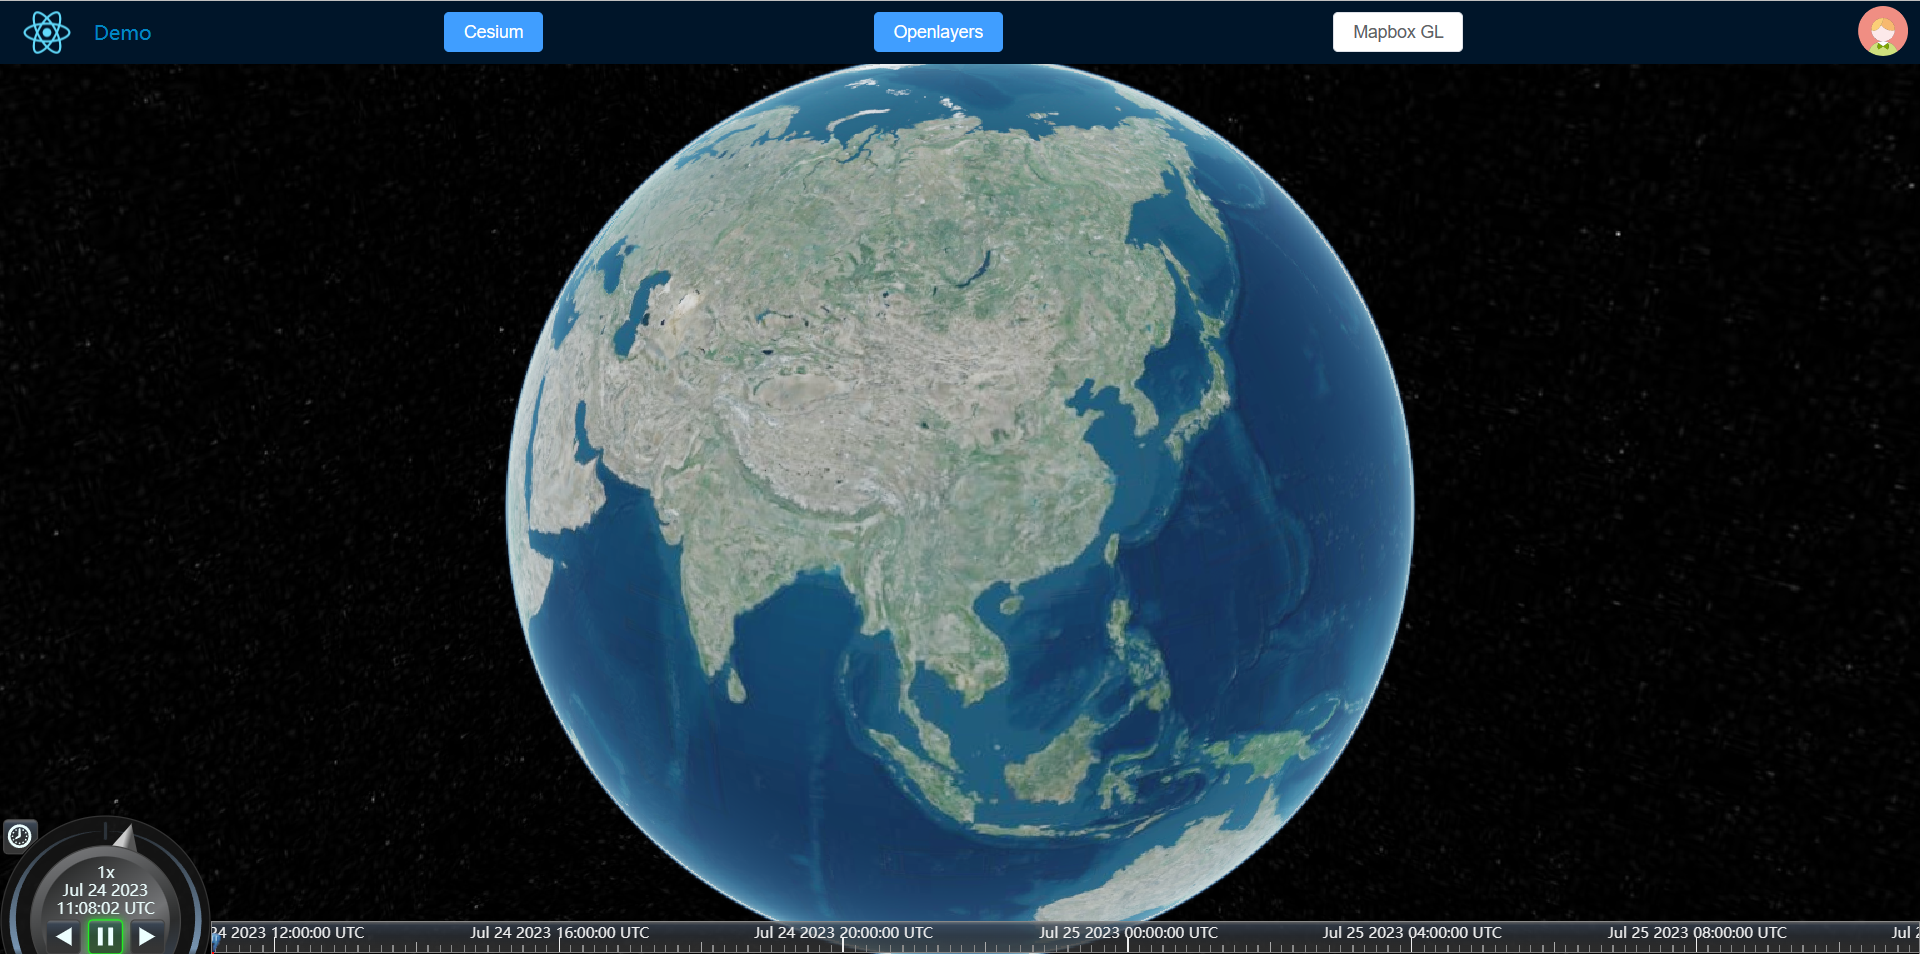 Demo
Cesium
Openlayers
Mapbox GL
1x
Jul 24 2023
11:08:02 UTC
24 2023 12:00:00 UTC
Jul 24 2023 16:00:00 UTC
Jul 24 2023 20:00:00 UTC
Jul 25 2023 00:00:00 UTC
Jul 25 2023 04:00:00 UTC
Jul 25 2023 08:00:00 UTC
Jul 2